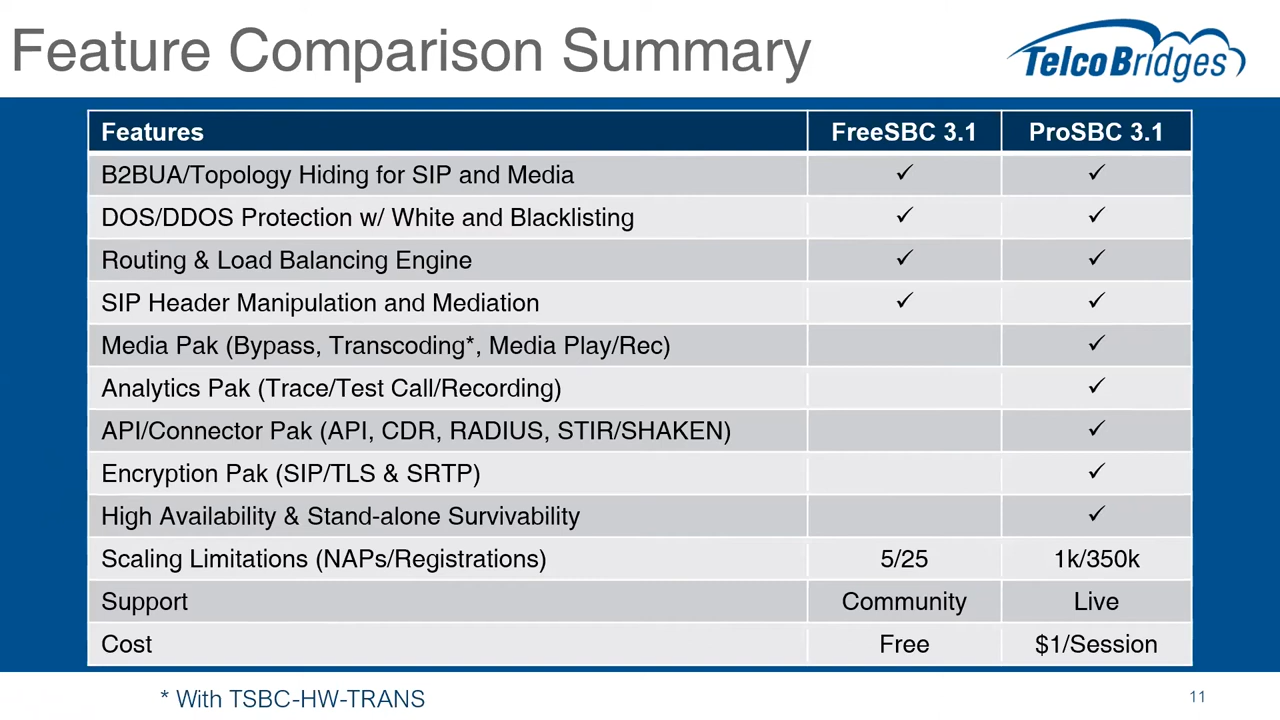 Feature Comparison Summary
TelcoBridges
Features FreeSBC 3.1 ProSBC 3.1
B2BUA/Topology Hiding for SIP and Media ✓ ✓
DOS/DDOS Protection w/ White and Blacklisting ✓ ✓
Routing & Load Balancing Engine ✓ ✓
SIP Header Manipulation and Mediation ✓ ✓
Media Pak (Bypass, Transcoding*, Media Play/Rec) ✓
Analytics Pak (Trace/Test Call/Recording) ✓
API/Connector Pak (API, CDR, RADIUS, STIR/SHAKEN) ✓
Encryption Pak (SIP/TLS & SRTP) ✓
High Availability & Stand-alone Survivability ✓
Scaling Limitations (NAPs/Registrations) 5/25 1k/350k
Support Community Live
Cost Free $1/Session
* With TSBC-HW-TRANS
11